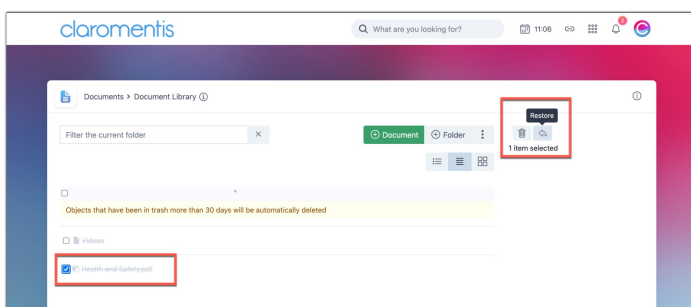 claromentis
What are you looking for?
11:06
2
Documents > Document Library
Restore
Filter the current folder
Document
Folder
1 item selected
Objects that have been in trash more than 30 days will be automatically deleted
Videos
Health and Safety.pdf